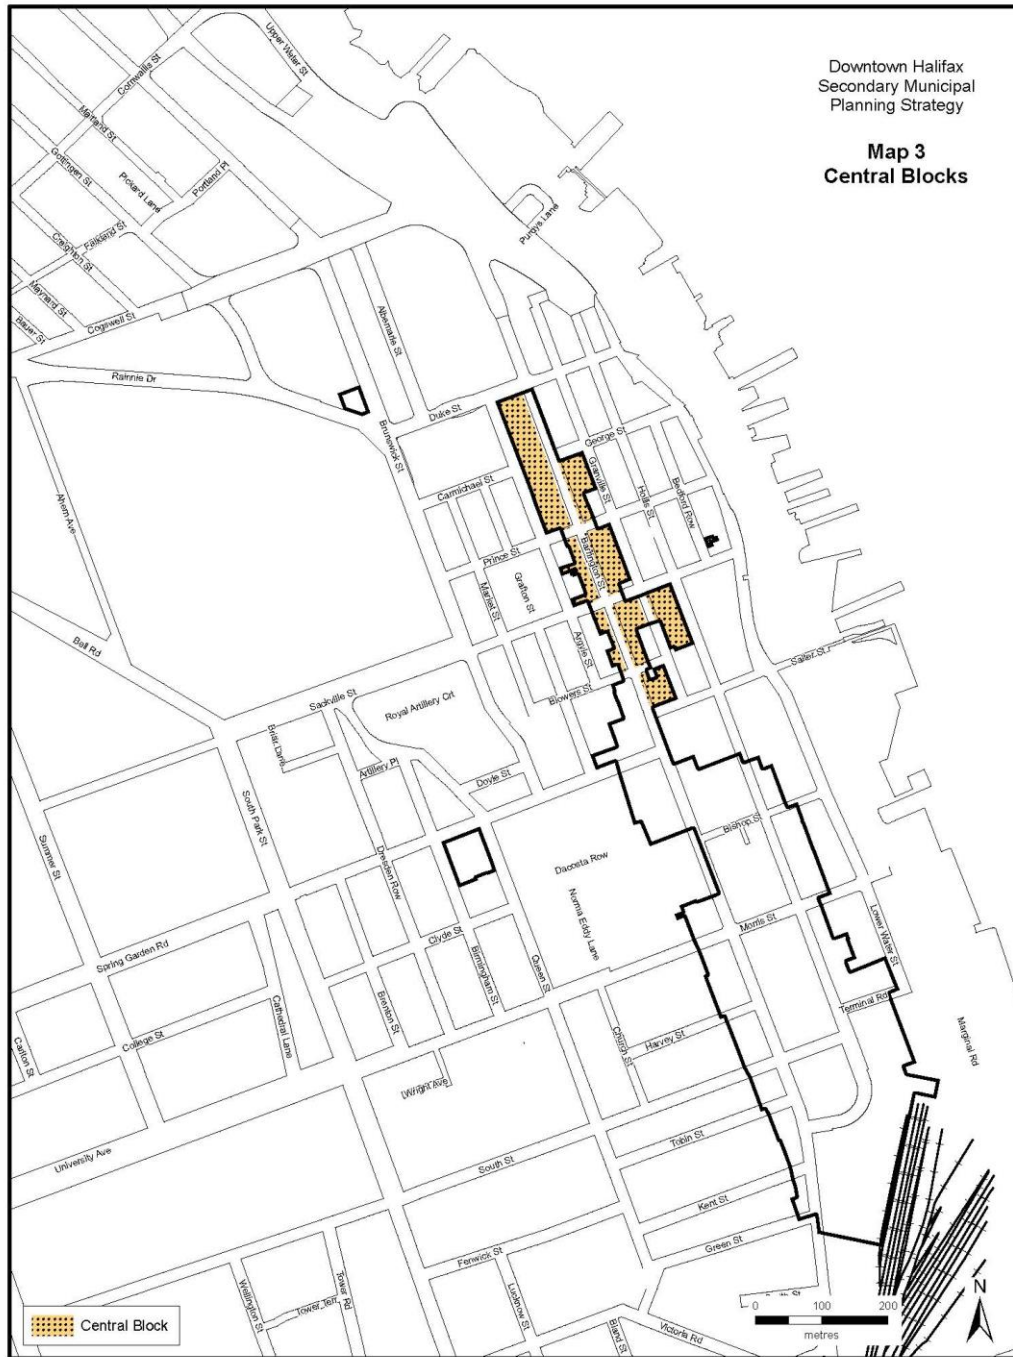 Downtown Halifax
Secondary Municipal
Planning Strategy
Map 3
Central Blocks
Upper Water St
Cornwallis St
Maitland St
Gottingen St
Pickard Lane
Portland Pl
Falkland St
Creighton St
Maynard St
Bauer St
Cogswell St
Purdys Lane
Albemarle St
Rainnie Dr
Duke St
Brunswick St
George St
Granville St
Hollis St
Bedford Row
Carmichael St
Ahern Ave
Prince St
Barrington St
Grafton St
Market St
Argyle St
Bell Rd
Salter St
Sackville St
Blowers St
Royal Artillery Crt
Briar Lane
Artillery Pl
Doyle St
South Park St
Summer St
Bishop St
Dresden Row
Dacosta Row
Norma Eddy Lane
Lower Water St
Morris St
Clyde St
Spring Garden Rd
Birmingham St
Queen St
Brenton St
Terminal Rd
Cathedral Lane
College St
Carlton St
Church St
Harvey St
Marginal Rd
Wright Ave
Tobin St
University Ave
South St
Kent St
Green St
Fenwick St
Wellington St
Tower Terr
Tower Rd
Lucknow St
Bland St
Victoria Rd
N
0 100 200
metres
Central Block